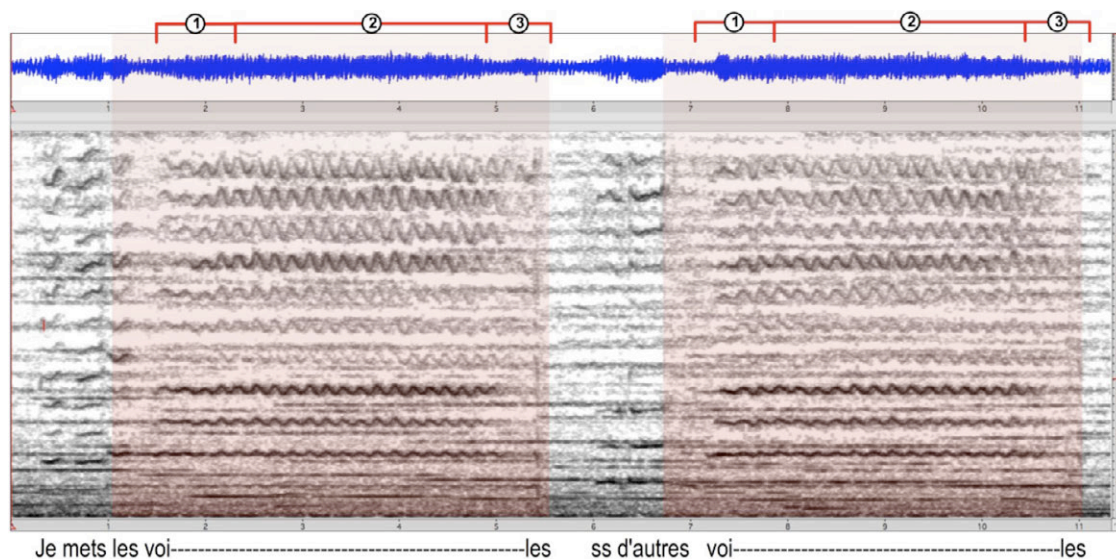 1 2 3 1 2 3
1 2 3 4 5 6 7 8 9 10 11
1 2 3 4 5 6 7 8 9 10 11
Je mets les voi-----------------------------------------les ss d'autres voi---------------------------------------les